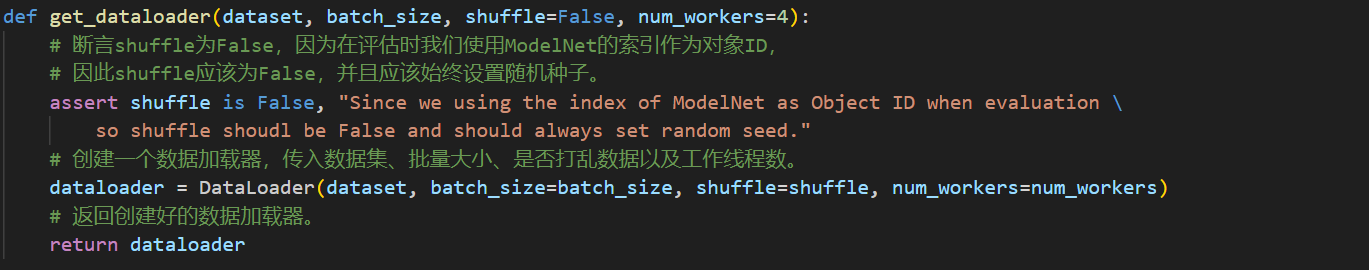 def get_dataloader(dataset, batch_size, shuffle=False, num_workers=4):
    # 断言shuffle为False，因为在评估时我们使用ModelNet的索引作为对象ID，
    # 因此shuffle应该为False，并且应该始终设置随机种子。
    assert shuffle is False, "Since we using the index of ModelNet as Object ID when evaluation \
        so shuffle shoudl be False and should always set random seed."
    # 创建一个数据加载器，传入数据集、批量大小、是否打乱数据以及工作线程数。
    dataloader = DataLoader(dataset, batch_size=batch_size, shuffle=shuffle, num_workers=num_workers)
    # 返回创建好的数据加载器。
    return dataloader